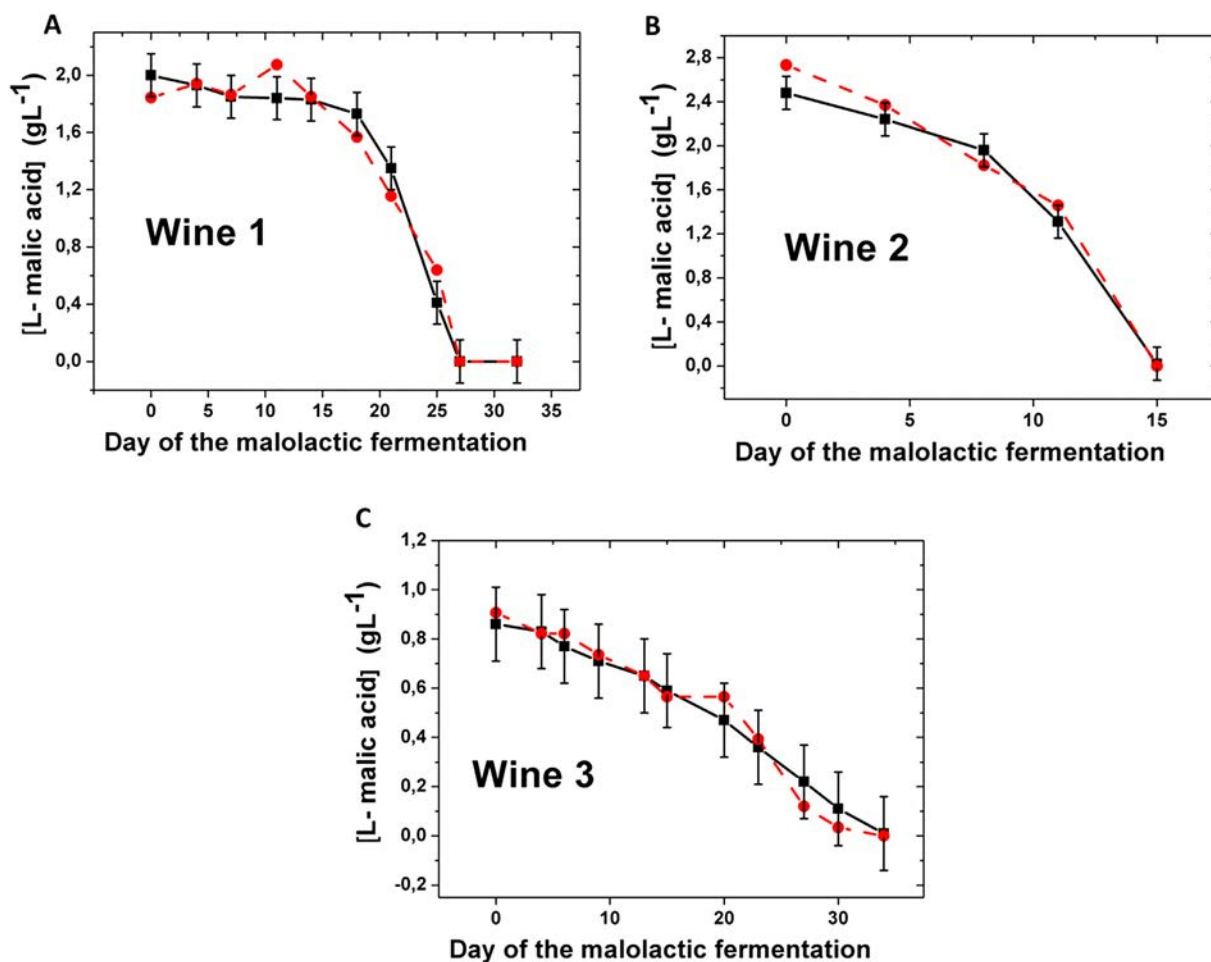 A
[L- malic acid] (gL⁻¹)
2,0
1,6
1,2
0,8
0,4
0,0
Wine 1
0 5 10 15 20 25 30 35
Day of the malolactic fermentation
B
[L- malic acid] (gL⁻¹)
2,8
2,4
2,0
1,6
1,2
0,8
0,4
0,0
Wine 2
0 5 10 15
Day of the malolactic fermentation
C
[L- malic acid] (gL⁻¹)
1,2
1,0
0,8
0,6
0,4
0,2
0,0
-0,2
Wine 3
0 10 20 30
Day of the malolactic fermentation